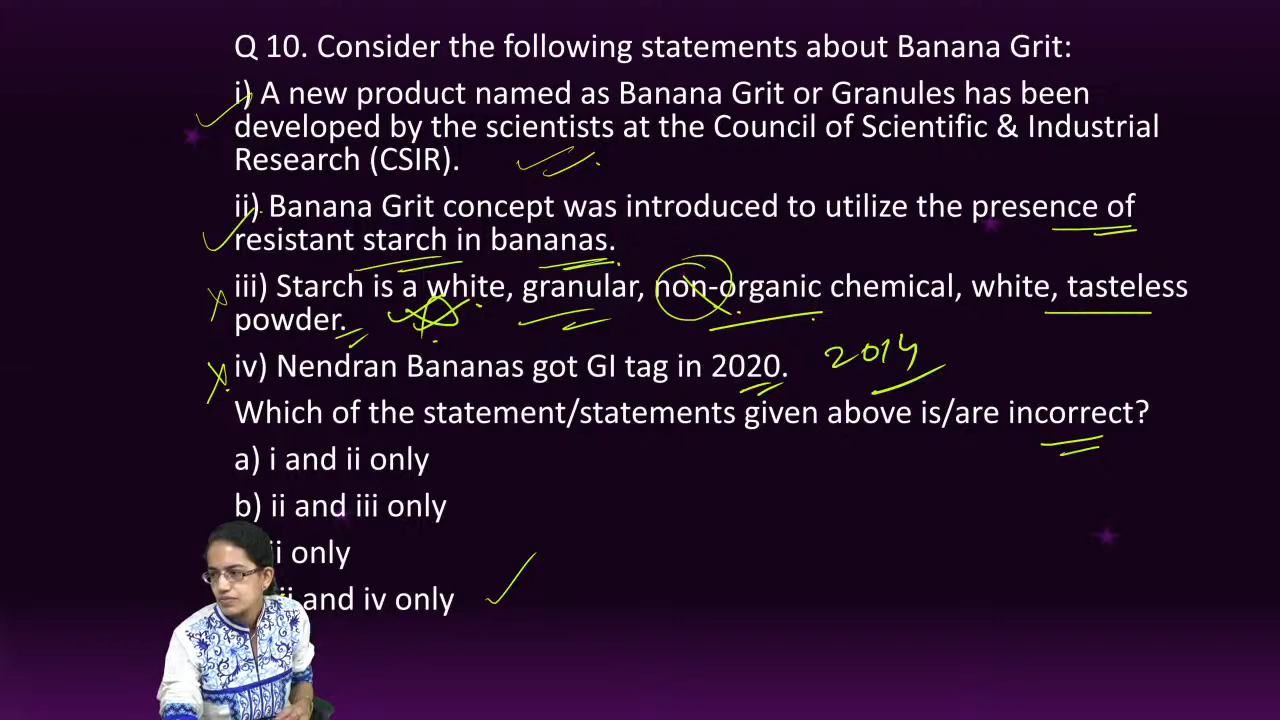 Q 10. Consider the following statements about Banana Grit:
i) A new product named as Banana Grit or Granules has been
developed by the scientists at the Council of Scientific & Industrial
Research (CSIR).
ii) Banana Grit concept was introduced to utilize the presence of
resistant starch in bananas.
iii) Starch is a white, granular, non-organic chemical, white, tasteless
powder.
iv) Nendran Bananas got GI tag in 2020. 2014
Which of the statement/statements given above is/are incorrect?
a) i and ii only
b) ii and iii only
ii only
and iv only